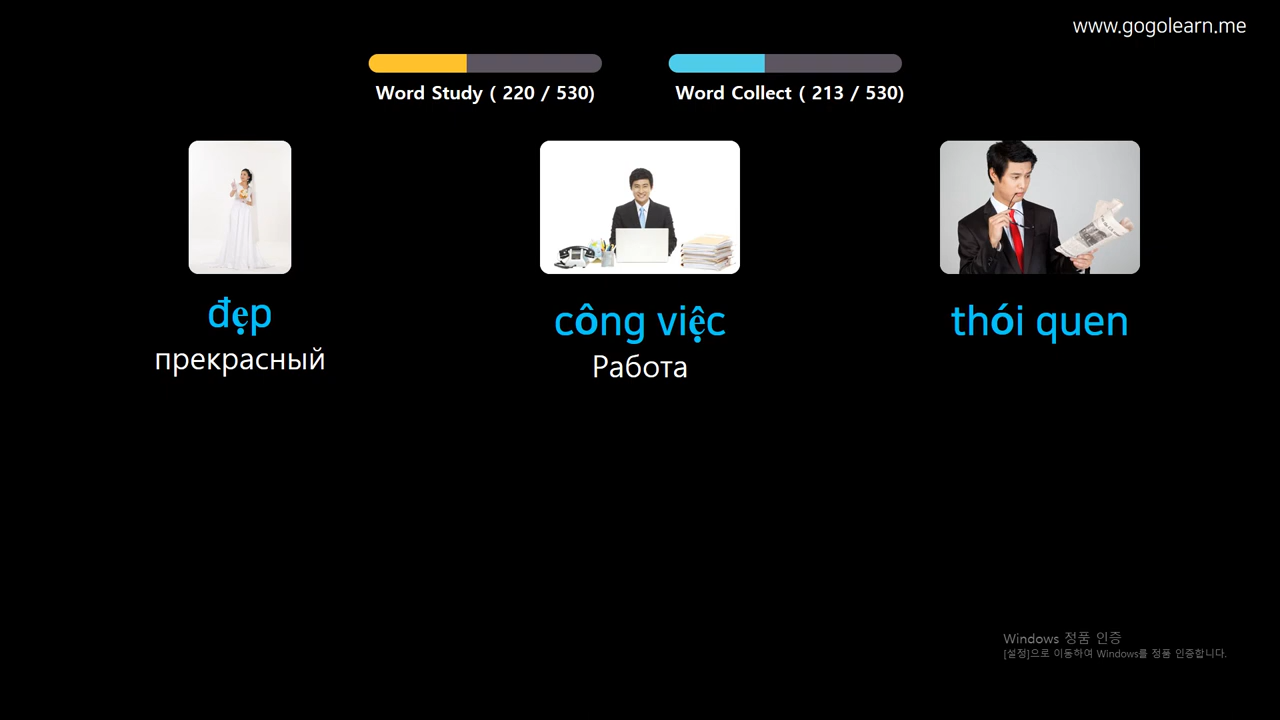 www.gogolearn.me
Word Study ( 220 / 530)
Word Collect ( 213 / 530)
đẹp
прекрасный
công việc
Работа
thói quen
Windows 정품 인증
[설정]으로 이동하여 Windows를 정품 인증합니다.